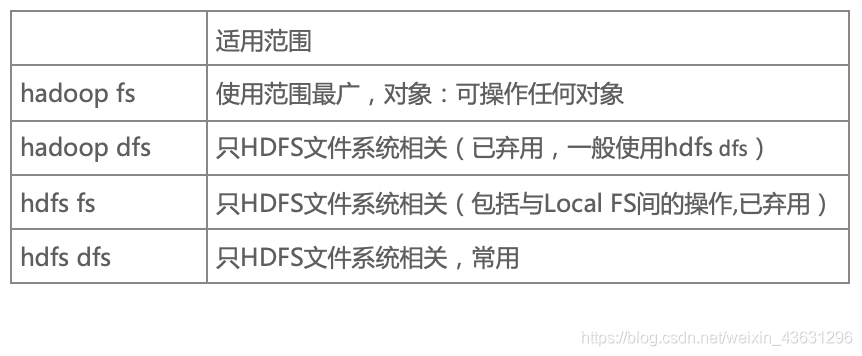 适用范围
hadoop fs 使用范围最广，对象：可操作任何对象
hadoop dfs 只HDFS文件系统相关（已弃用，一般使用hdfs dfs）
hdfs fs 只HDFS文件系统相关（包括与Local FS间的操作,已弃用）
hdfs dfs 只HDFS文件系统相关，常用
https://blog.csdn.net/weixin_43631296